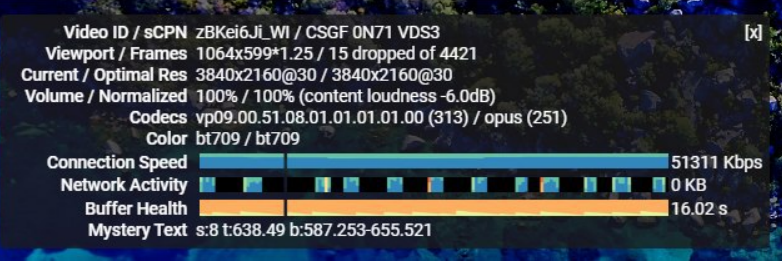 Video ID / sCPN zBKei6Ji_WI / CSGF 0N71 VDS3 [x]
Viewport / Frames 1064x599*1.25 / 15 dropped of 4421
Current / Optimal Res 3840x2160@30 / 3840x2160@30
Volume / Normalized 100% / 100% (content loudness -6.0dB)
Codecs vp09.00.51.08.01.01.01.01.00 (313) / opus (251)
Color bt709 / bt709
Connection Speed 51311 Kbps
Network Activity 0 KB
Buffer Health 16.02 s
Mystery Text s:8 t:638.49 b:587.253-655.521